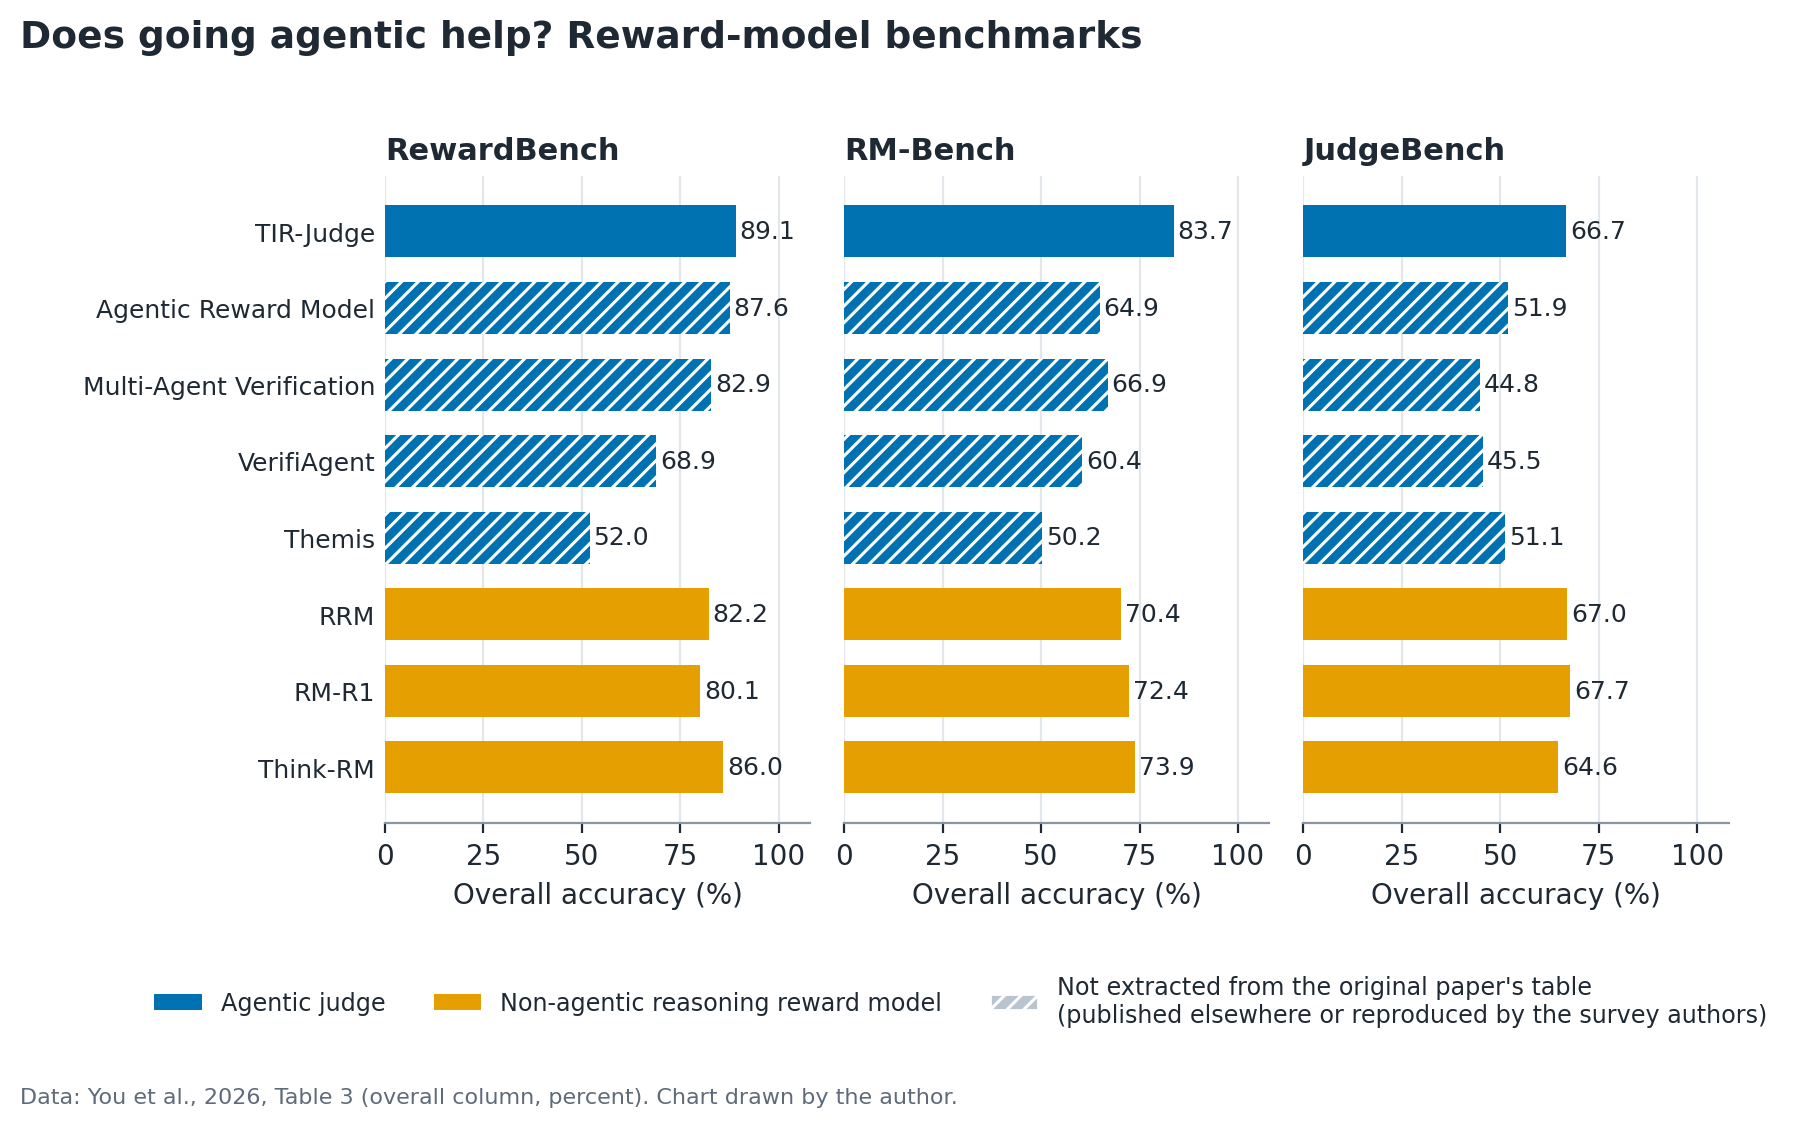 Does going agentic help? Reward-model benchmarks
RewardBench
RM-Bench
JudgeBench
TIR-Judge
89.1
83.7
66.7
Agentic Reward Model
87.6
64.9
51.9
Multi-Agent Verification
82.9
66.9
44.8
VerifiAgent
68.9
60.4
45.5
Themis
52.0
50.2
51.1
RRM
82.2
70.4
67.0
RM-R1
80.1
72.4
67.7
Think-RM
86.0
73.9
64.6
0 25 50 75 100
0 25 50 75 100
0 25 50 75 100
Overall accuracy (%)
Overall accuracy (%)
Overall accuracy (%)
Agentic judge
Non-agentic reasoning reward model
Not extracted from the original paper's table
(published elsewhere or reproduced by the survey authors)
Data: You et al., 2026, Table 3 (overall column, percent). Chart drawn by the author.